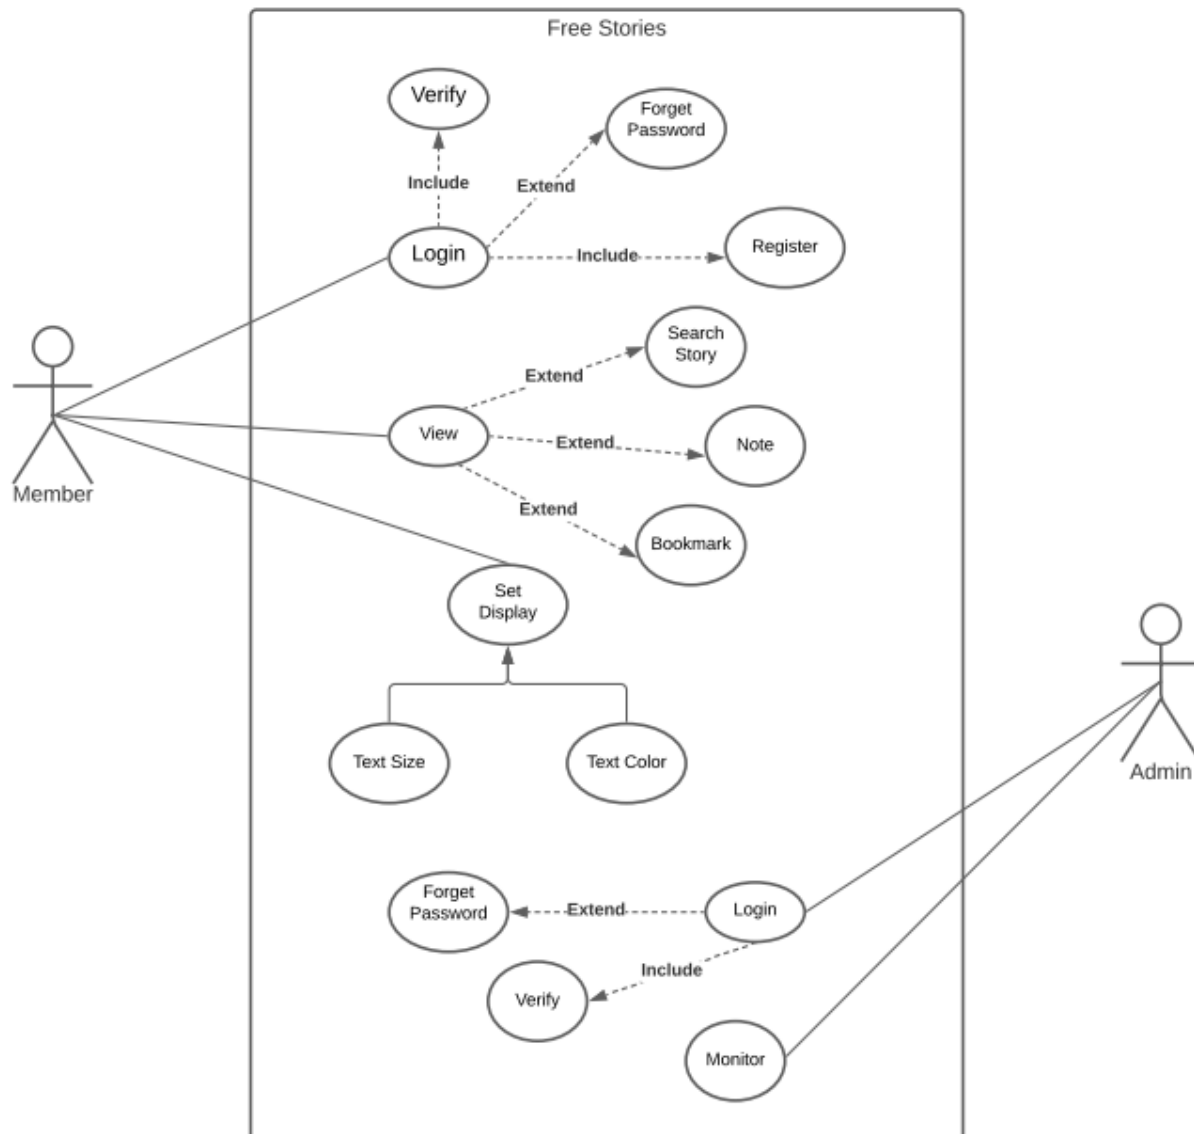 Free Stories
Verify
Forget
Password
Include
Extend
Login
Include
Register
Search
Story
Extend
View
Extend
Note
Member
Extend
Bookmark
Set
Display
Text Size
Text Color
Admin
Forget
Password
Extend
Login
Include
Verify
Monitor